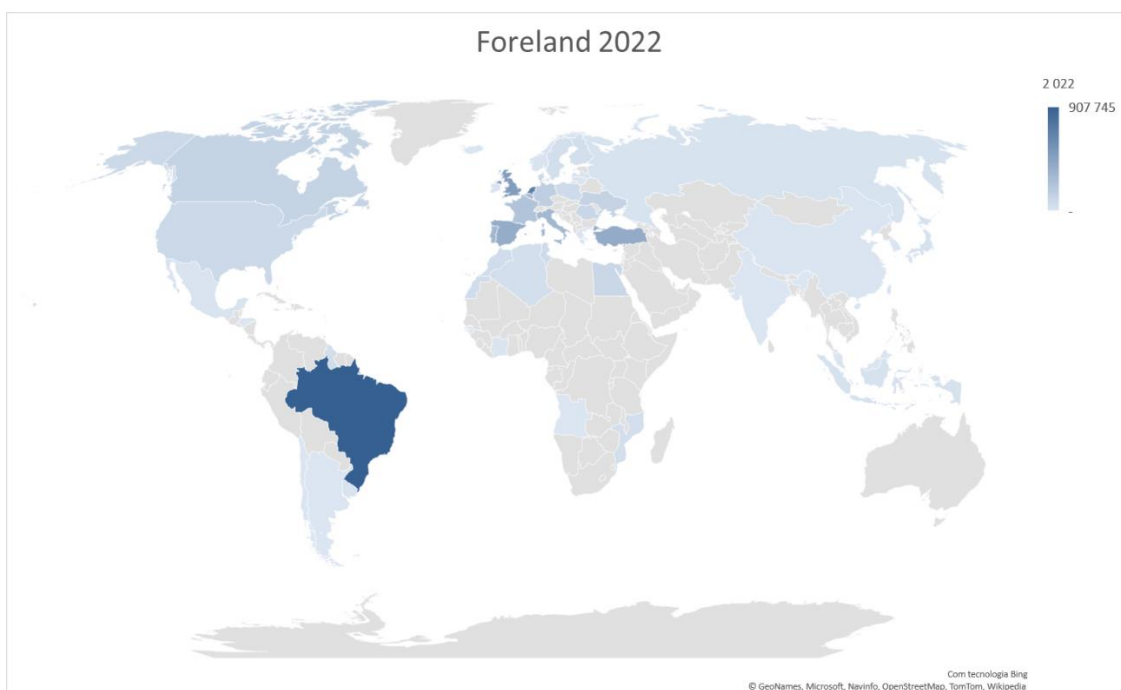 Foreland 2022
2 022
907 745
-
Com tecnologia Bing
© GeoNames, Microsoft, Navinfo, OpenStreetMap, TomTom, Wikipedia